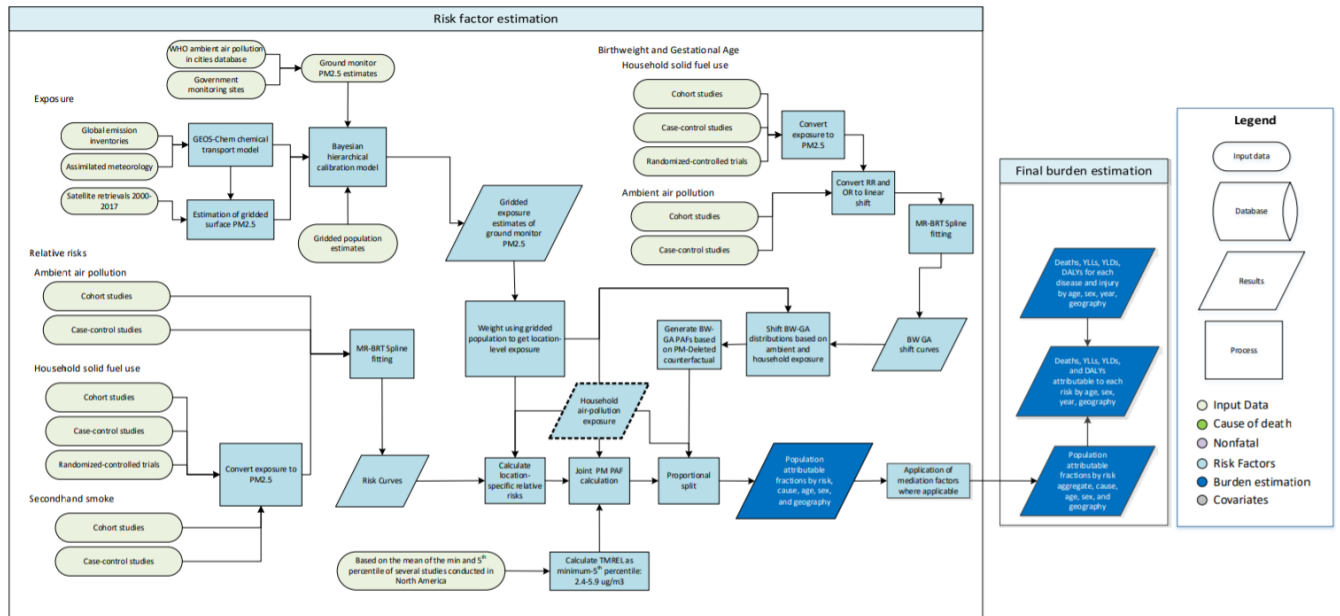 Risk factor estimation
WHO ambient air pollution
in cities database
Government
monitoring sites
Ground monitor
PM2.5 estimates
Exposure
Global emission
inventories
Assimilated meteorology
Satellite retrievals 2000-
2017
GEOS-Chem chemical
transport model
Estimation of gridded
surface PM2.5
Bayesian
hierarchical
calibration model
Gridded population
estimates
Gridded
exposure
estimates of
ground monitor
PM2.5
Birthweight and Gestational Age
Household solid fuel use
Cohort studies
Case-control studies
Randomized-controlled trials
Convert
exposure to
PM2.5
Ambient air pollution
Cohort studies
Case-control studies
Convert RR and
OR to linear
shift
MR-BRT Spline
fitting
BW GA
shift curves
Shift BW-GA
distributions based on
ambient and
household exposure
Generate BW-
GA PAFs based
on PM-Deleted
counterfactual
Weight using gridded
population to get location-
level exposure
Relative risks
Ambient air pollution
Cohort studies
Case-control studies
MR-BRT Spline
fitting
Household solid fuel use
Cohort studies
Case-control studies
Randomized-controlled trials
Convert exposure to
PM2.5
Secondhand smoke
Cohort studies
Case-control studies
Risk Curves
Household
air-pollution
exposure
Calculate
location-
specific relative
risks
Joint PM PAF
calculation
Proportional
split
Population
attributable
fractions by risk,
cause, age, sex,
and geography
Application of
mediation factors
where applicable
Based on the mean of the min and 5th
percentile of several studies conducted in
North America
Calculate TMREL as
minimum-5th percentile:
2.4-5.9 ug/m3
Final burden estimation
Deaths, YLLs, YLDs,
DALYs for each
disease and injury
by age, sex, year,
geography
Deaths, YLLs, YLDs,
and DALYs
attributable to each
risk by age, sex,
year, geography
Population
attributable
fractions by risk
aggregate, cause,
age, sex, and
geography
Legend
Input data
Database
Results
Process
Input Data
Cause of death
Nonfatal
Risk Factors
Burden estimation
Covariates